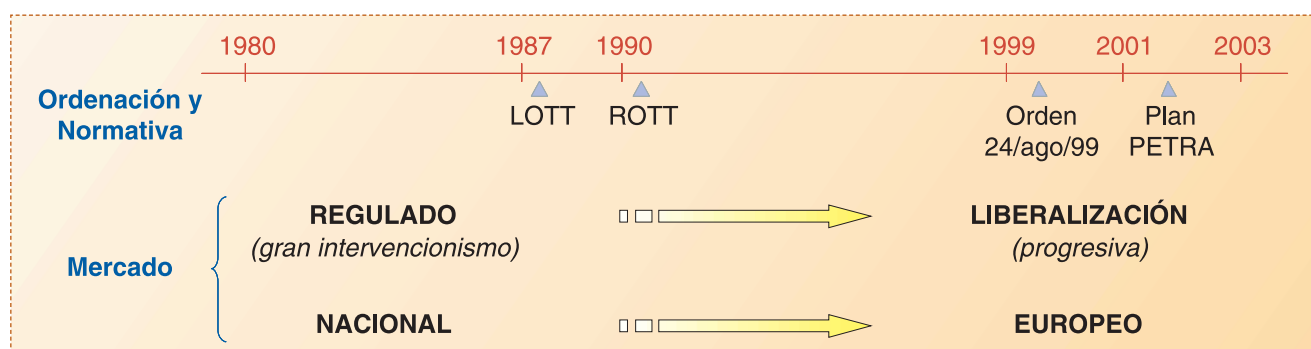 1980 1987 1990 1999 2001 2003
Ordenación y
Normativa
LOTT ROTT Orden Plan
24/ago/99 PETRA
REGULADO LIBERALIZACIÓN
(gran intervencionismo) (progresiva)
Mercado
NACIONAL EUROPEO